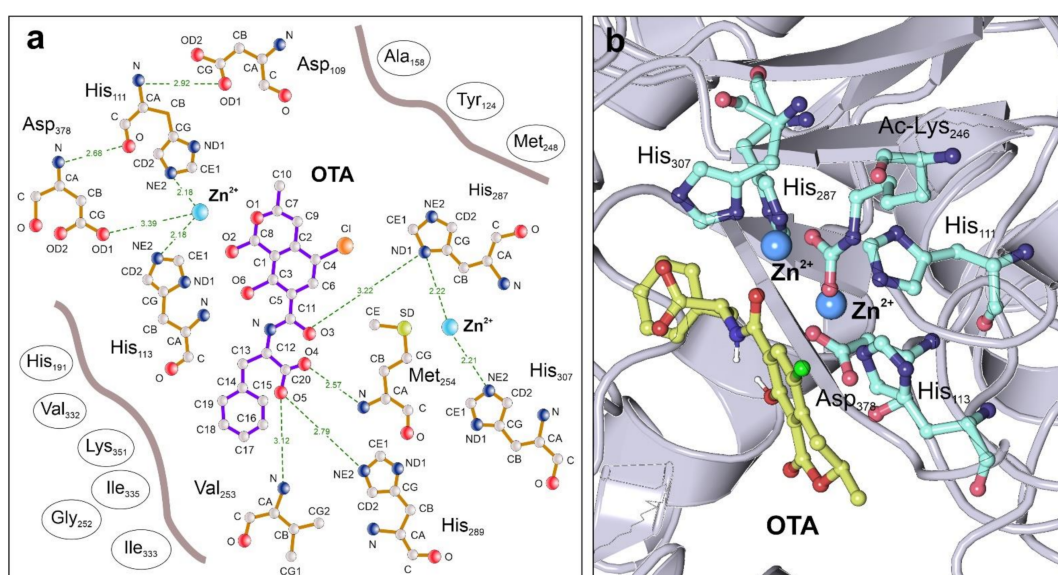 a
OD2 CB N
CG CA
OD1 C
O
Asp109
N 2.92
His111 CA CB
C
O CG
ND1
CD2 CE1
NE2
Asp378
N 2.68
CA
C CB
CG
O OD2 OD1
3.39
2.18
Zn2+
2.18
NE2 CE1
CD2 ND1
CG
CB N
CA
C
O
His113
Ala158
Tyr124
Met248
OTA
C10
O1 C7
C9
C8 Cl
O2 C2
C1 C4
O6 C3
C6
C5
C11
N O3
C13 C12 O4
C14 C15 C20
C19 O5
C16
C18
C17
3.22
2.57
2.79
3.12
His287
NE2
CE1 CD2 C O
ND1 CG
CA
CB N
2.22
Zn2+
2.21
His307
NE2
CD2
CE1 N
ND1 CG
CA
CB C
O
CE SD
CG
CB
Met254
CA
N C
O
His191
Val332
Lys351
Ile335
Gly252
Ile333
Val253
N
CA
C CG2
O CB
CG1
CE1
NE2 ND1
CG
CD2
CB
N CA
O
C
His289
b
Ac-Lys246
His307
His287
His111
Zn2+
Zn2+
Asp378
His113
OTA